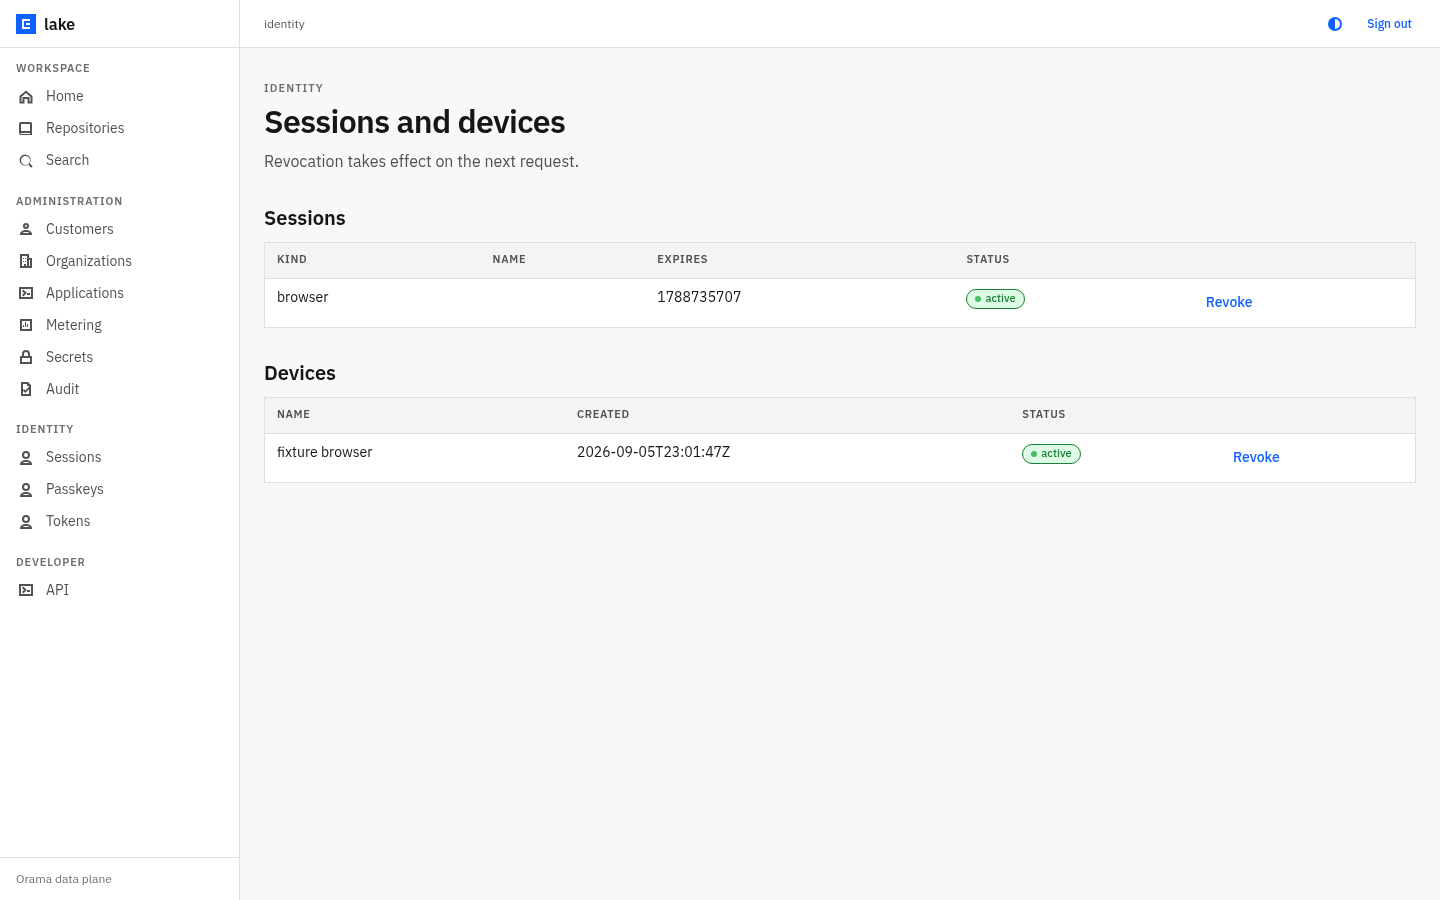 lake
identity
Sign out
WORKSPACE
Home
Repositories
Search
ADMINISTRATION
Customers
Organizations
Applications
Metering
Secrets
Audit
IDENTITY
Sessions
Passkeys
Tokens
DEVELOPER
API
Orama data plane
IDENTITY
Sessions and devices
Revocation takes effect on the next request.
Sessions
KIND NAME EXPIRES STATUS
browser 1788735707 active Revoke
Devices
NAME CREATED STATUS
fixture browser 2026-09-05T23:01:47Z active Revoke